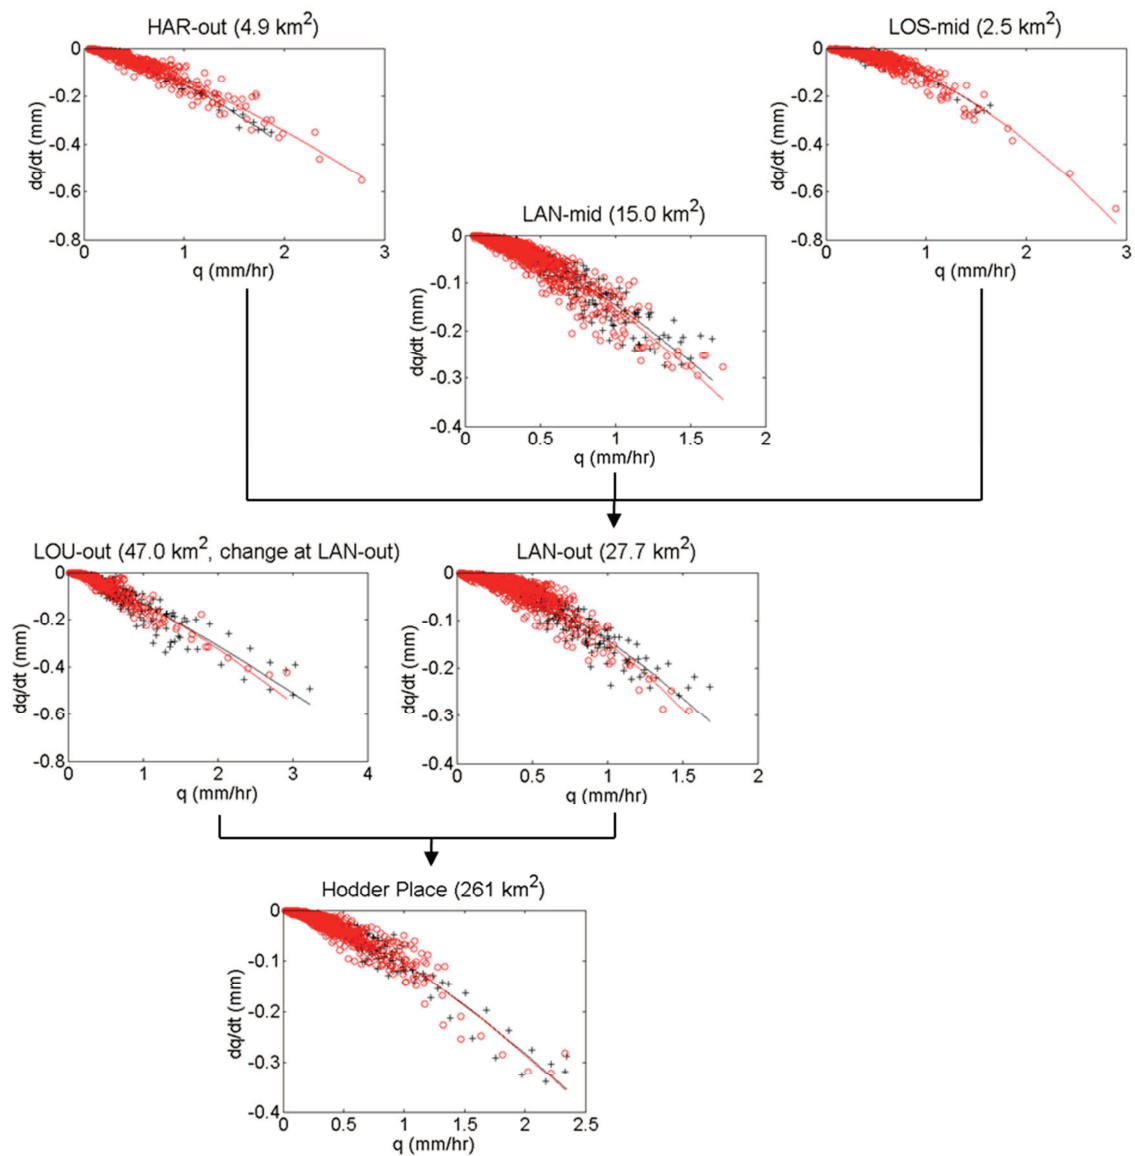 HAR-out (4.9 km²)
0
-0.2
-0.4
-0.6
-0.8
dq/dt (mm)
0 1 2 3
q (mm/hr)
LOS-mid (2.5 km²)
0
-0.2
-0.4
-0.6
-0.8
dq/dt (mm)
0 1 2 3
q (mm/hr)
LAN-mid (15.0 km²)
0
-0.1
-0.2
-0.3
-0.4
dq/dt (mm)
0 0.5 1 1.5 2
q (mm/hr)
LOU-out (47.0 km², change at LAN-out)
0
-0.2
-0.4
-0.6
-0.8
dq/dt (mm)
0 1 2 3 4
q (mm/hr)
LAN-out (27.7 km²)
0
-0.1
-0.2
-0.3
-0.4
dq/dt (mm)
0 0.5 1 1.5 2
q (mm/hr)
Hodder Place (261 km²)
0
-0.1
-0.2
-0.3
-0.4
dq/dt (mm)
0 0.5 1 1.5 2 2.5
q (mm/hr)